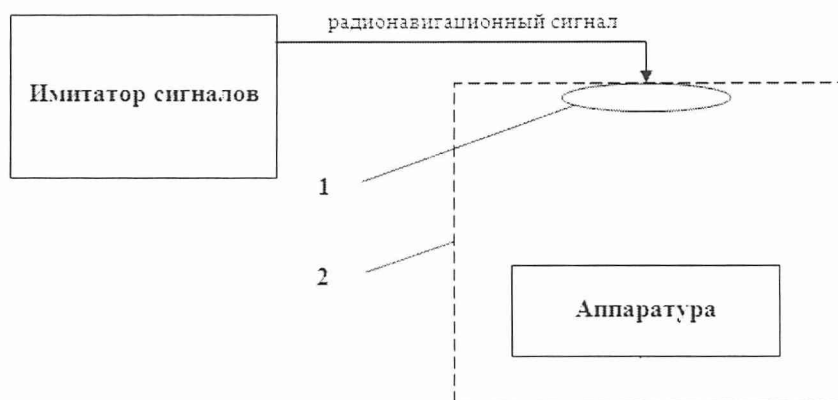 радионавигационный сигнал
Имитатор сигналов
1
2
Аппаратура